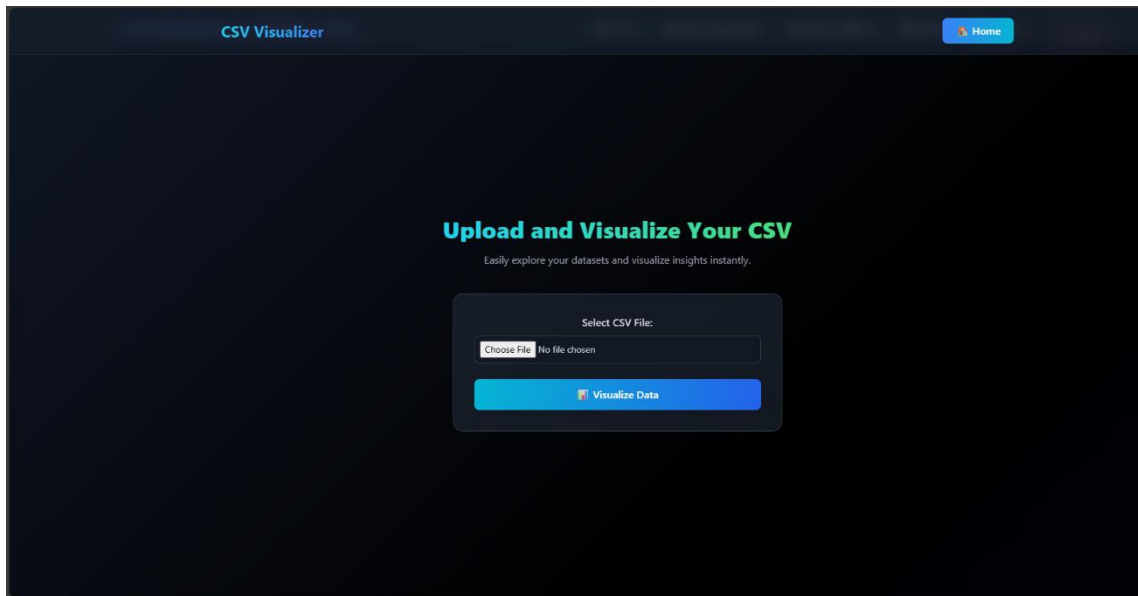 CSV Visualizer
Home
Upload and Visualize Your CSV
Easily explore your datasets and visualize insights instantly.
Select CSV File:
Choose File No file chosen
Visualize Data